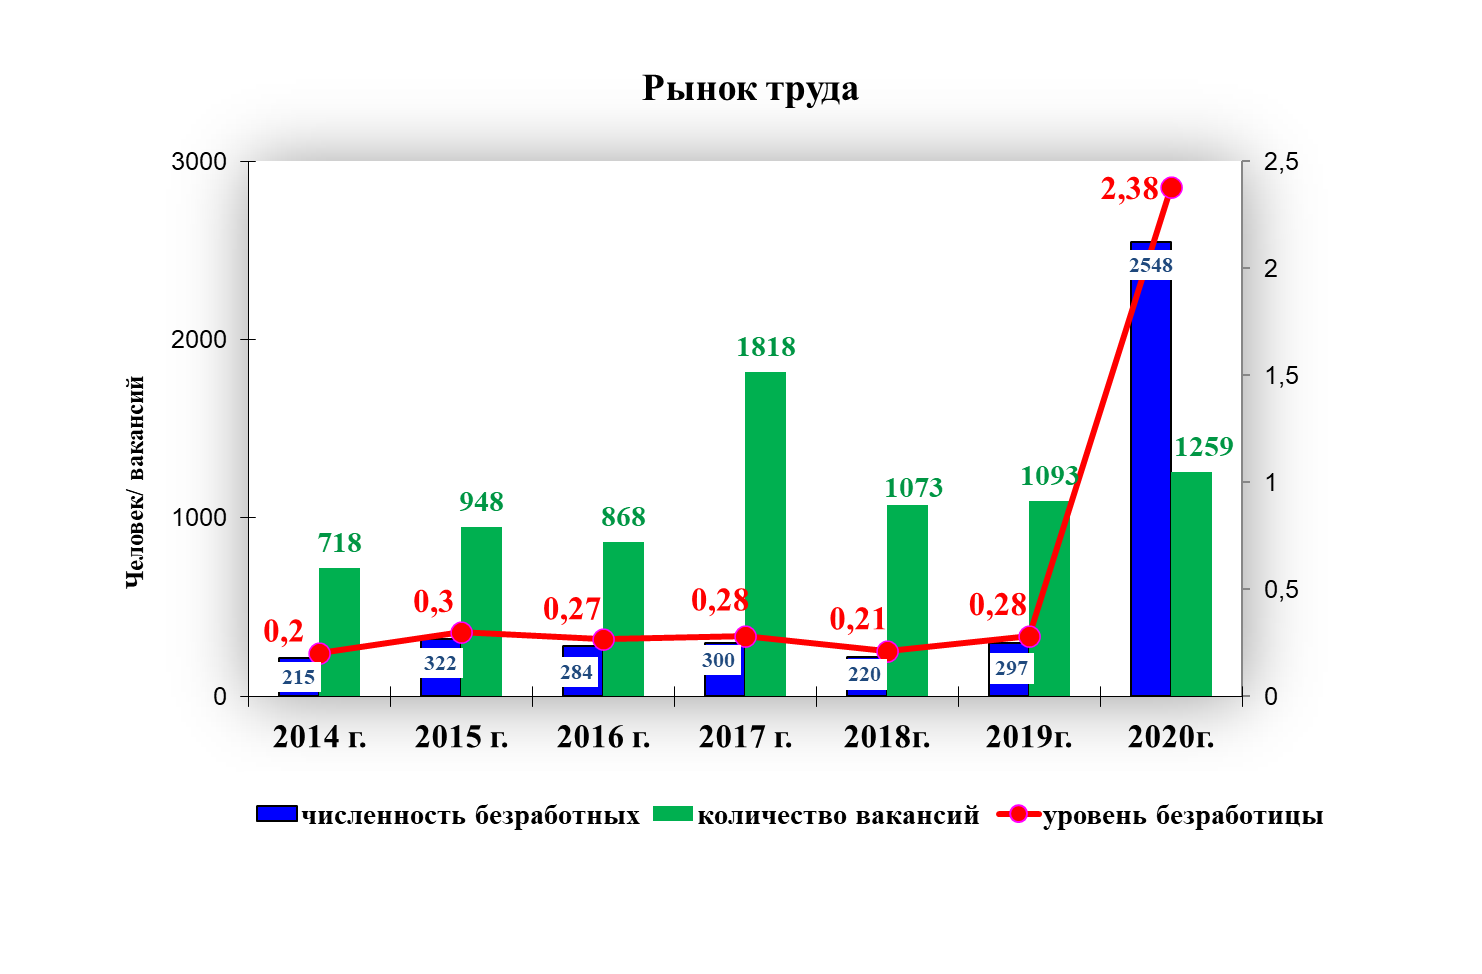 Рынок труда
3000
2000
1000
0
Человек/ вакансий
2,5
2
1,5
1
0,5
0
718
948
868
1818
1073
1093
1259
0,2
0,3
0,27
0,28
0,21
0,28
2,38
215
322
284
300
220
297
2548
2014 г.
2015 г.
2016 г.
2017 г.
2018г.
2019г.
2020г.
численность безработных
количество вакансий
уровень безработицы